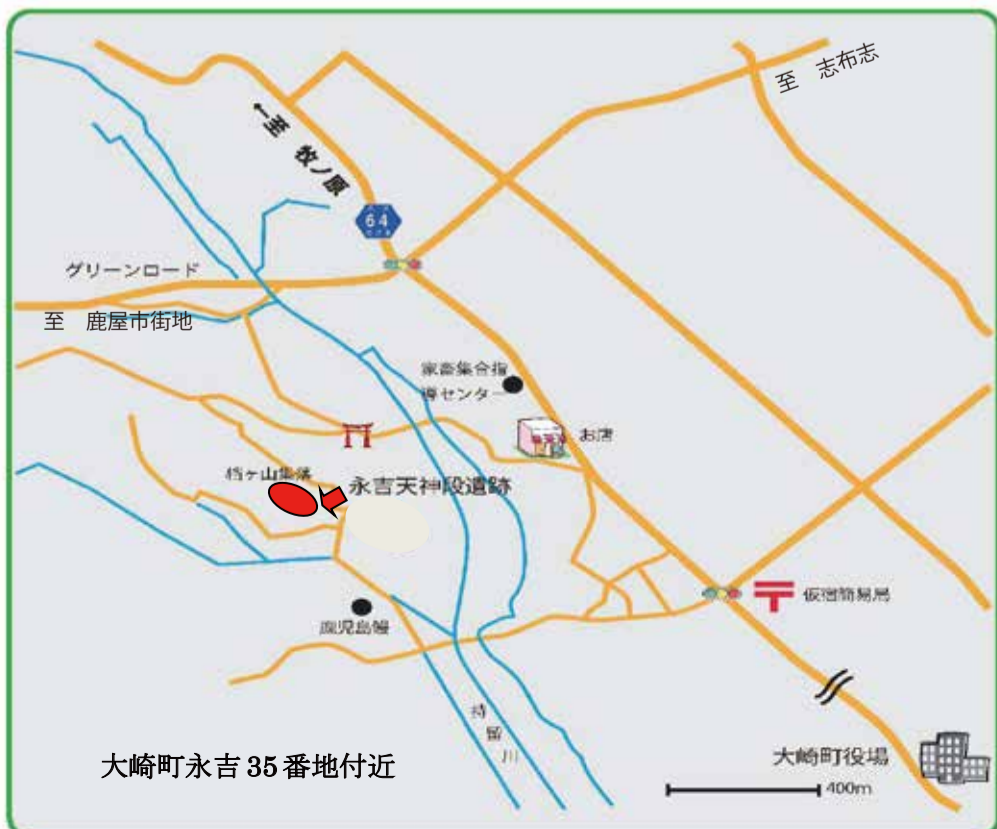 至 志布志
←至 牧ノ原
64
グリーンロード
至 鹿屋市街地
家畜集合指
導センター
お店
永吉天神段遺跡
仮宿簡易局
鹿児島鰻
持
留
川
大崎町役場
大崎町永吉35番地付近
400m